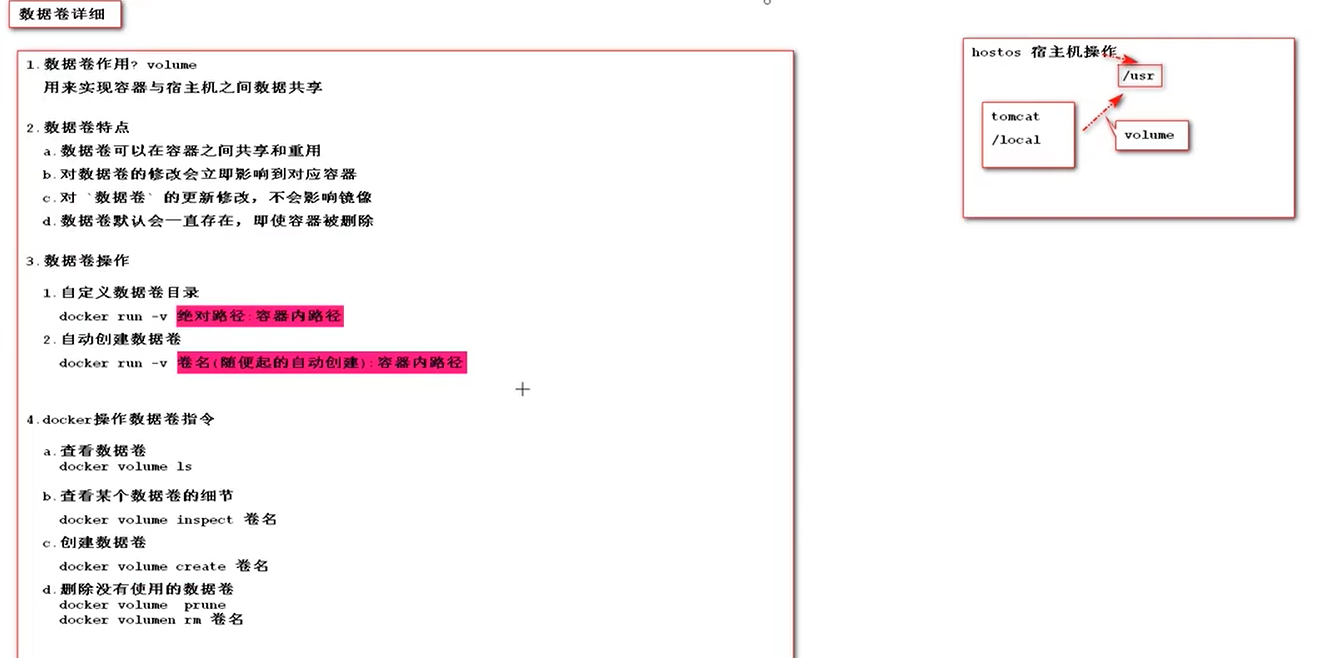 数据卷详细
1.数据卷作用? volume
用来实现容器与宿主机之间数据共享
2.数据卷特点
a.数据卷可以在容器之间共享和重用
b.对数据卷的修改会立即影响到对应容器
c.对 `数据卷` 的更新修改，不会影响镜像
d.数据卷默认会一直存在，即使容器被删除
3.数据卷操作
1.自定义数据卷目录
docker run -v 绝对路径:容器内路径
2.自动创建数据卷
docker run -v 卷名(随便起的自动创建):容器内路径
4.docker操作数据卷指令
a.查看数据卷
docker volume ls
b.查看某个数据卷的细节
docker volume inspect 卷名
c.创建数据卷
docker volume create 卷名
d.删除没有使用的数据卷
docker volume  prune
docker volumen rm 卷名
hostos 宿主机操作
/usr
tomcat
/local
volume